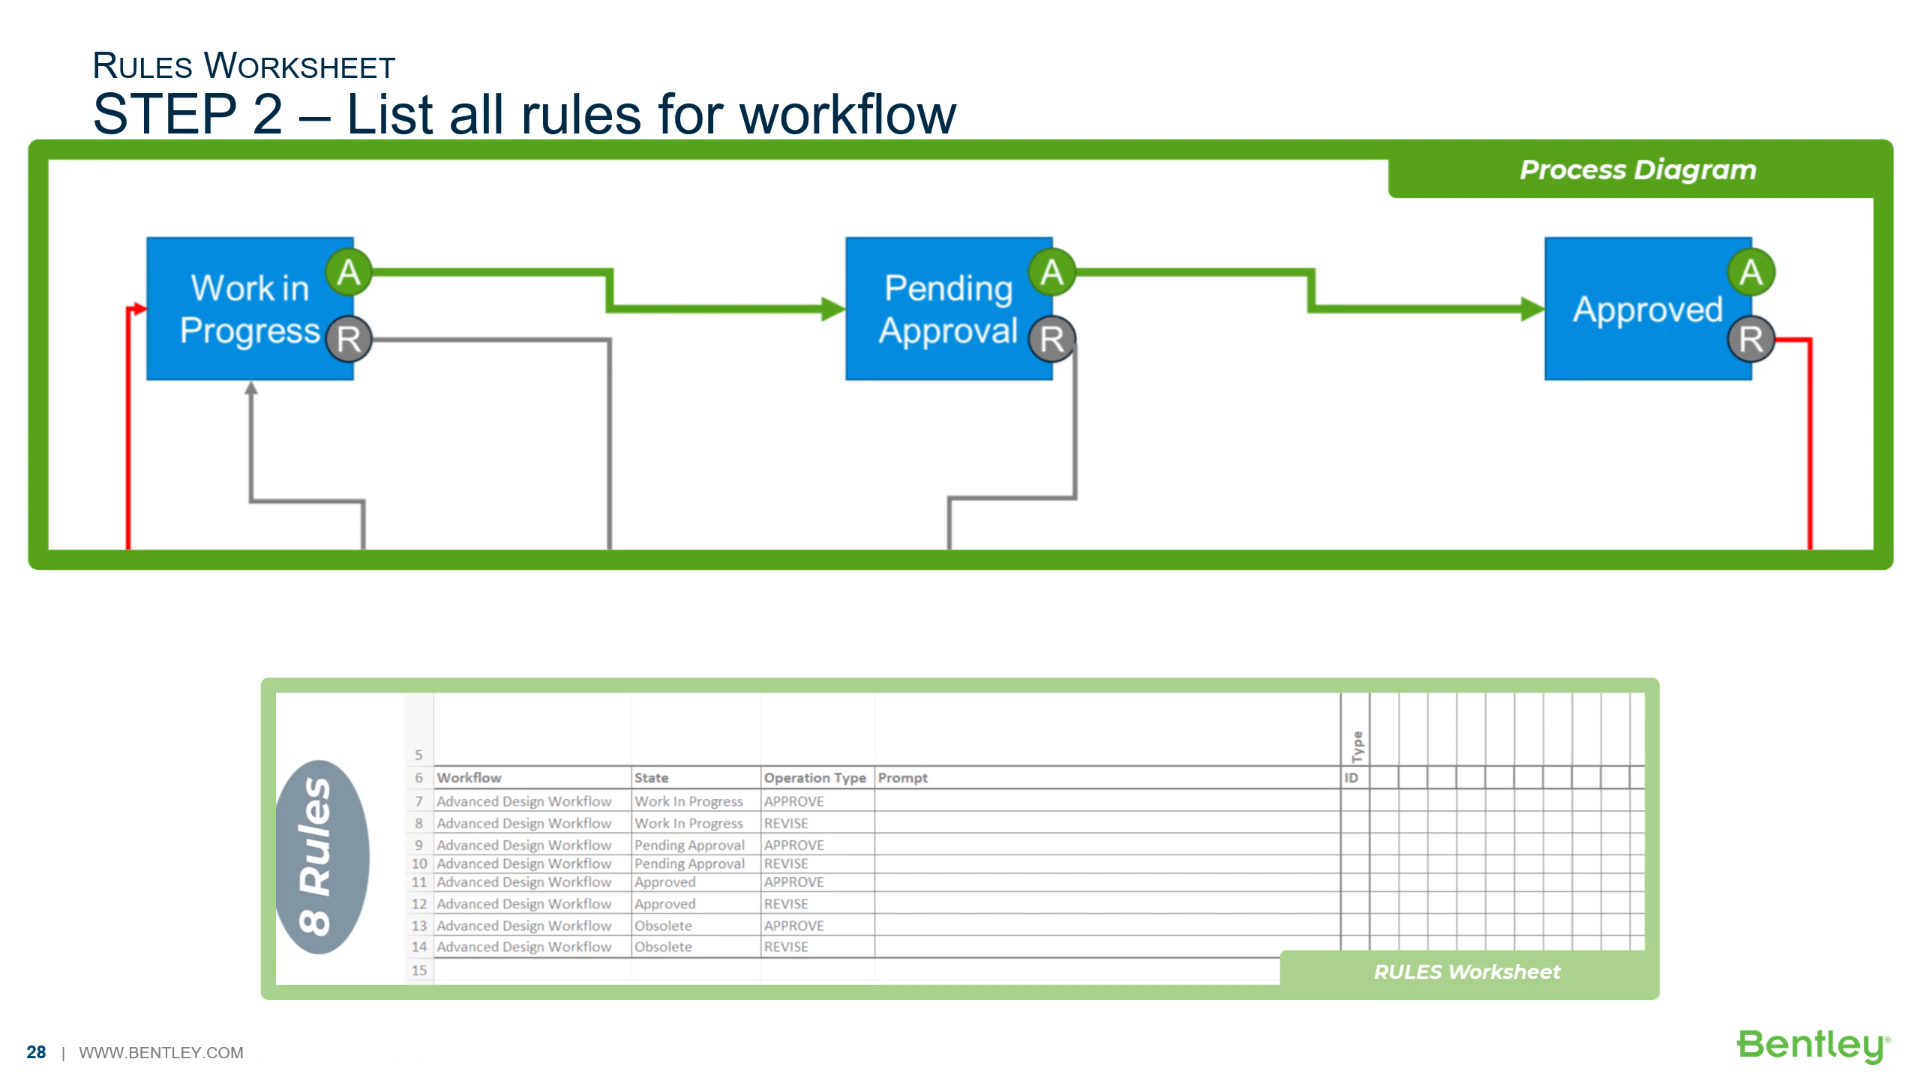 RULES WORKSHEET
STEP 2 – List all rules for workflow
Process Diagram
Work in
Progress
A
R
Pending
Approval
A
R
Approved
A
R
8 Rules
5 Type
6 Workflow State Operation Type Prompt ID
7 Advanced Design Workflow Work In Progress APPROVE
8 Advanced Design Workflow Work In Progress REVISE
9 Advanced Design Workflow Pending Approval APPROVE
10 Advanced Design Workflow Pending Approval REVISE
11 Advanced Design Workflow Approved APPROVE
12 Advanced Design Workflow Approved REVISE
13 Advanced Design Workflow Obsolete APPROVE
14 Advanced Design Workflow Obsolete REVISE
15
RULES Worksheet
28 | WWW.BENTLEY.COM
Bentley®